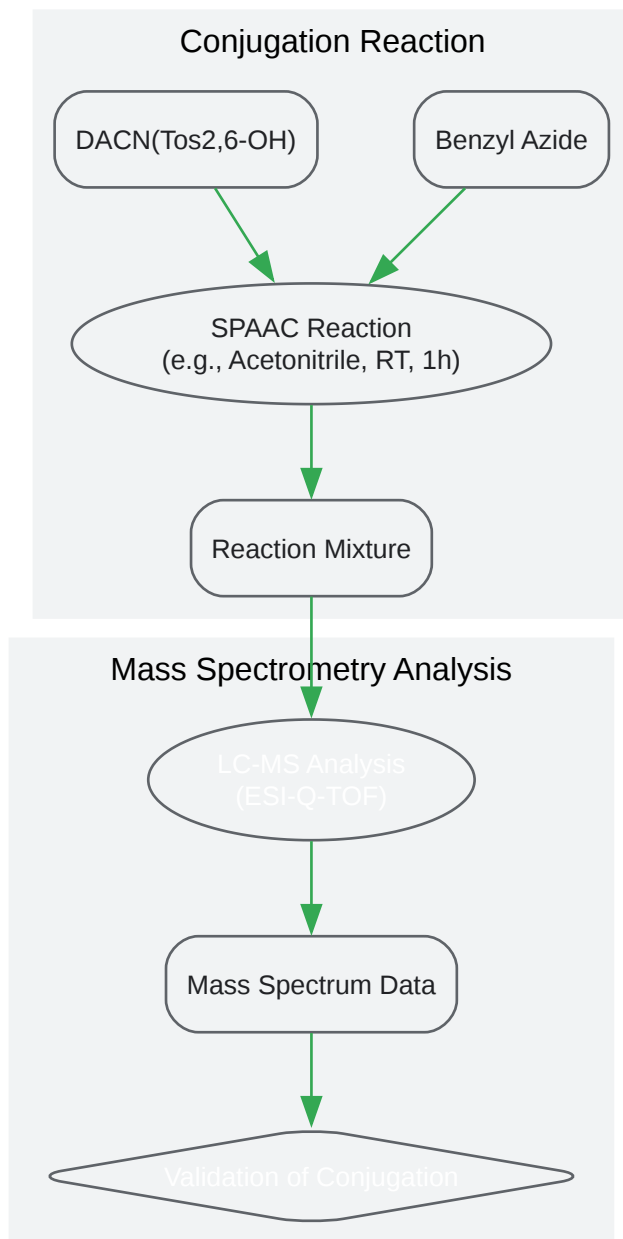 Conjugation Reaction
DACN(Tos2,6-OH)
Benzyl Azide
SPAAC Reaction
(e.g., Acetonitrile, RT, 1h)
Reaction Mixture
Mass Spectrometry Analysis
LC-MS Analysis
(ESI-Q-TOF)
Mass Spectrum Data
Validation of Conjugation